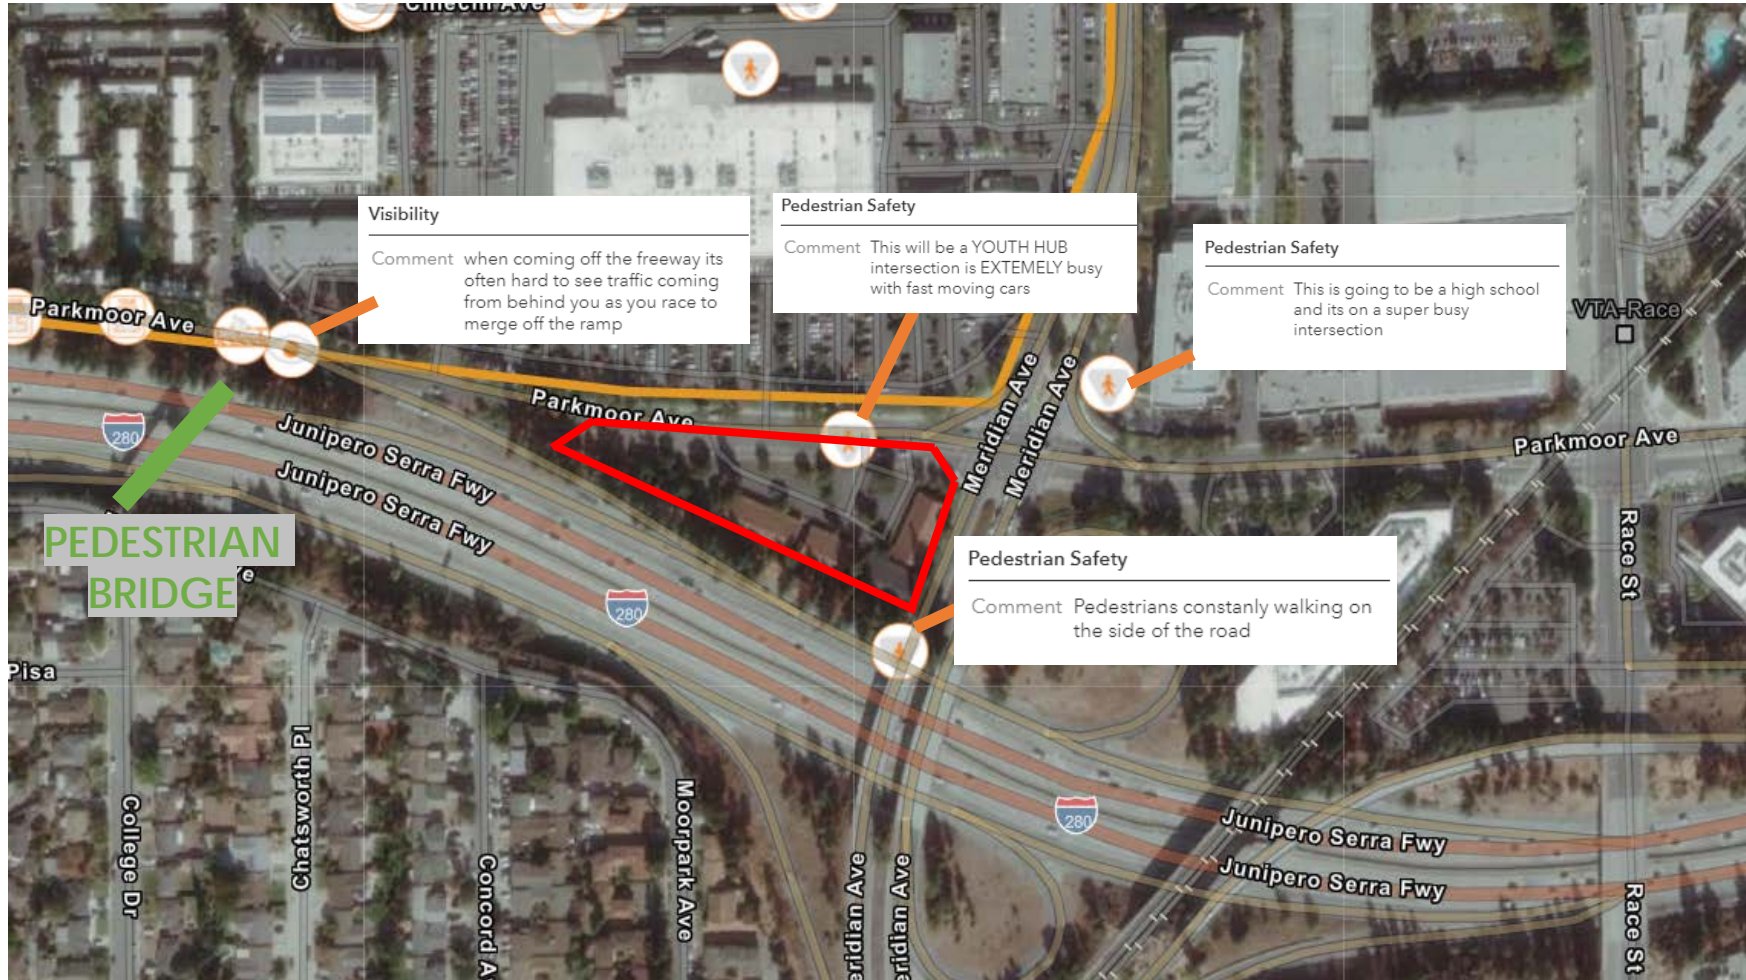 Visibility
Comment when coming off the freeway its
often hard to see traffic coming
from behind you as you race to
merge off the ramp
Pedestrian Safety
Comment This will be a YOUTH HUB
intersection is EXTEMELY busy
with fast moving cars
Pedestrian Safety
Comment This is going to be a high school
and its on a super busy
intersection
VTA-Race
Parkmoor Ave
Parkmoor Ave
Meridian Ave
Meridian Ave
Parkmoor Ave
280
Junipero Serra Fwy
Junipero Serra Fwy
PEDESTRIAN
BRIDGE
Race St
Pedestrian Safety
Comment Pedestrians constanly walking on
the side of the road
280
Pisa
College Dr
Chatsworth Pl
Concord A
Moorpark Ave
eridian Ave
eridian Ave
280
Junipero Serra Fwy
Junipero Serra Fwy
Race St